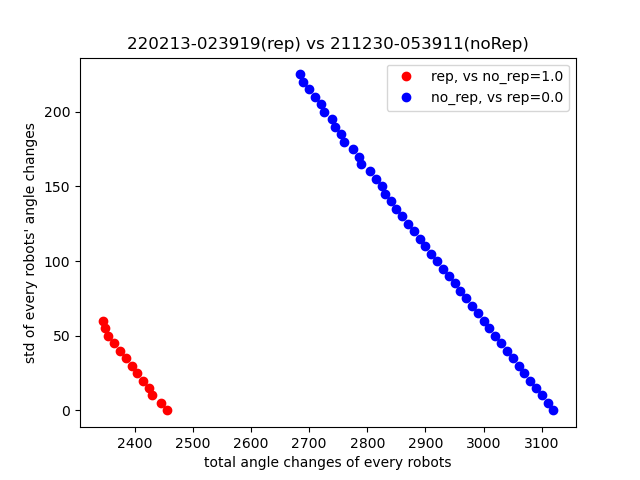 220213-023919(rep) vs 211230-053911(noRep)
rep, vs no_rep=1.0
no_rep, vs rep=0.0
std of every robots' angle changes
200
150
100
50
0
2400 2500 2600 2700 2800 2900 3000 3100
total angle changes of every robots